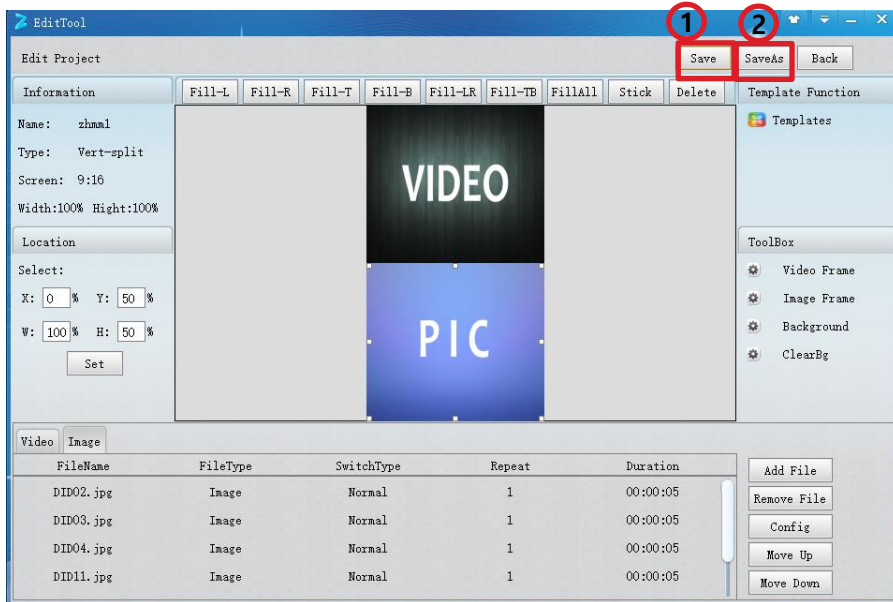 EditTool
1 2
Edit Project Save SaveAs Back
Information
Name: zhmm1
Type: Vert-split
Screen: 9:16
Width:100% Hight:100%
Location
Select:
X: 0 % Y: 50 %
W: 100 % H: 50 %
Set
Fill-L Fill-R Fill-T Fill-B Fill-LR Fill-TB FillAll Stick Delete
VIDEO
PIC
Template Function
Templates
ToolBox
Video Frame
Image Frame
Background
ClearBg
Video Image
FileName FileType SwitchType Repeat Duration
DID02.jpg Image Normal 1 00:00:05
DID03.jpg Image Normal 1 00:00:05
DID04.jpg Image Normal 1 00:00:05
DID11.jpg Image Normal 1 00:00:05
Add File
Remove File
Config
Move Up
Move Down